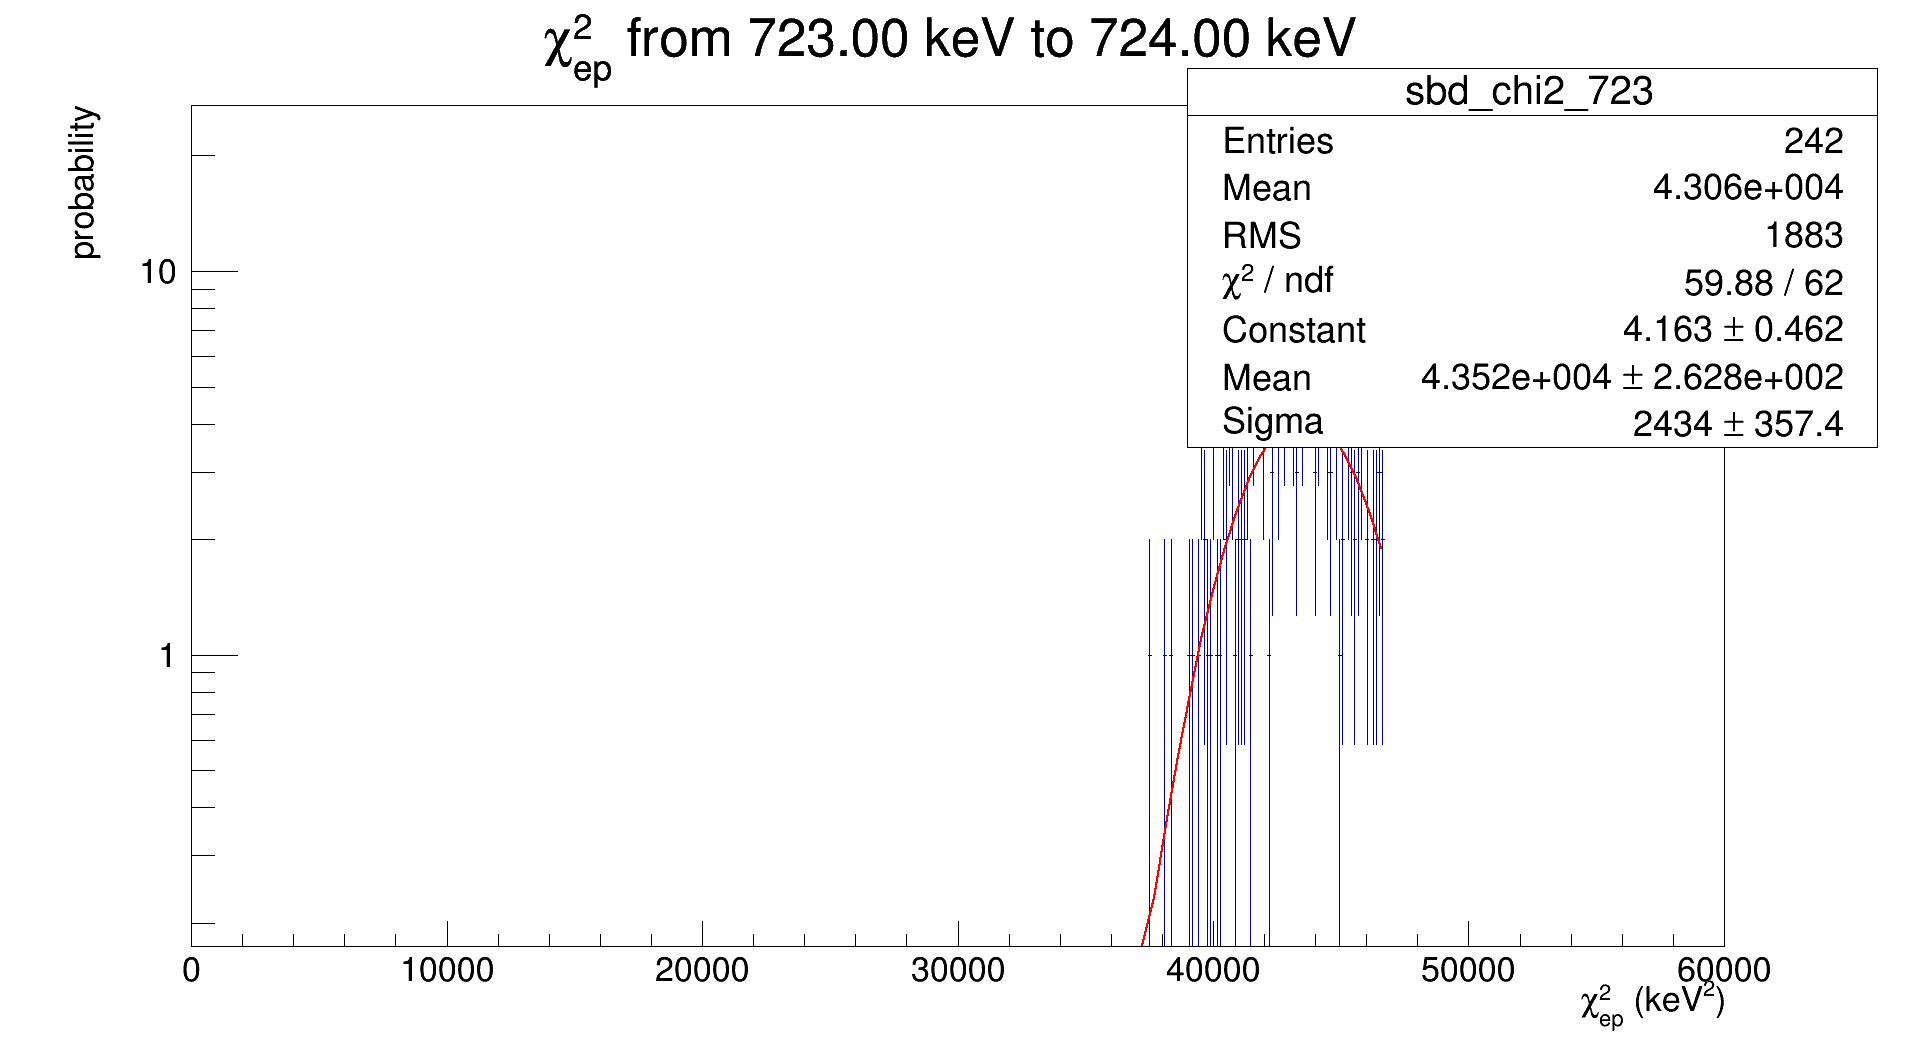 χ²ep from 723.00 keV to 724.00 keV
sbd_chi2_723
Entries 242
Mean 4.306e+004
RMS 1883
χ² / ndf 59.88 / 62
Constant 4.163 ± 0.462
Mean 4.352e+004 ± 2.628e+002
Sigma 2434 ± 357.4
probability
10
1
0 10000 20000 30000 40000 50000 60000
χ²ep (keV²)